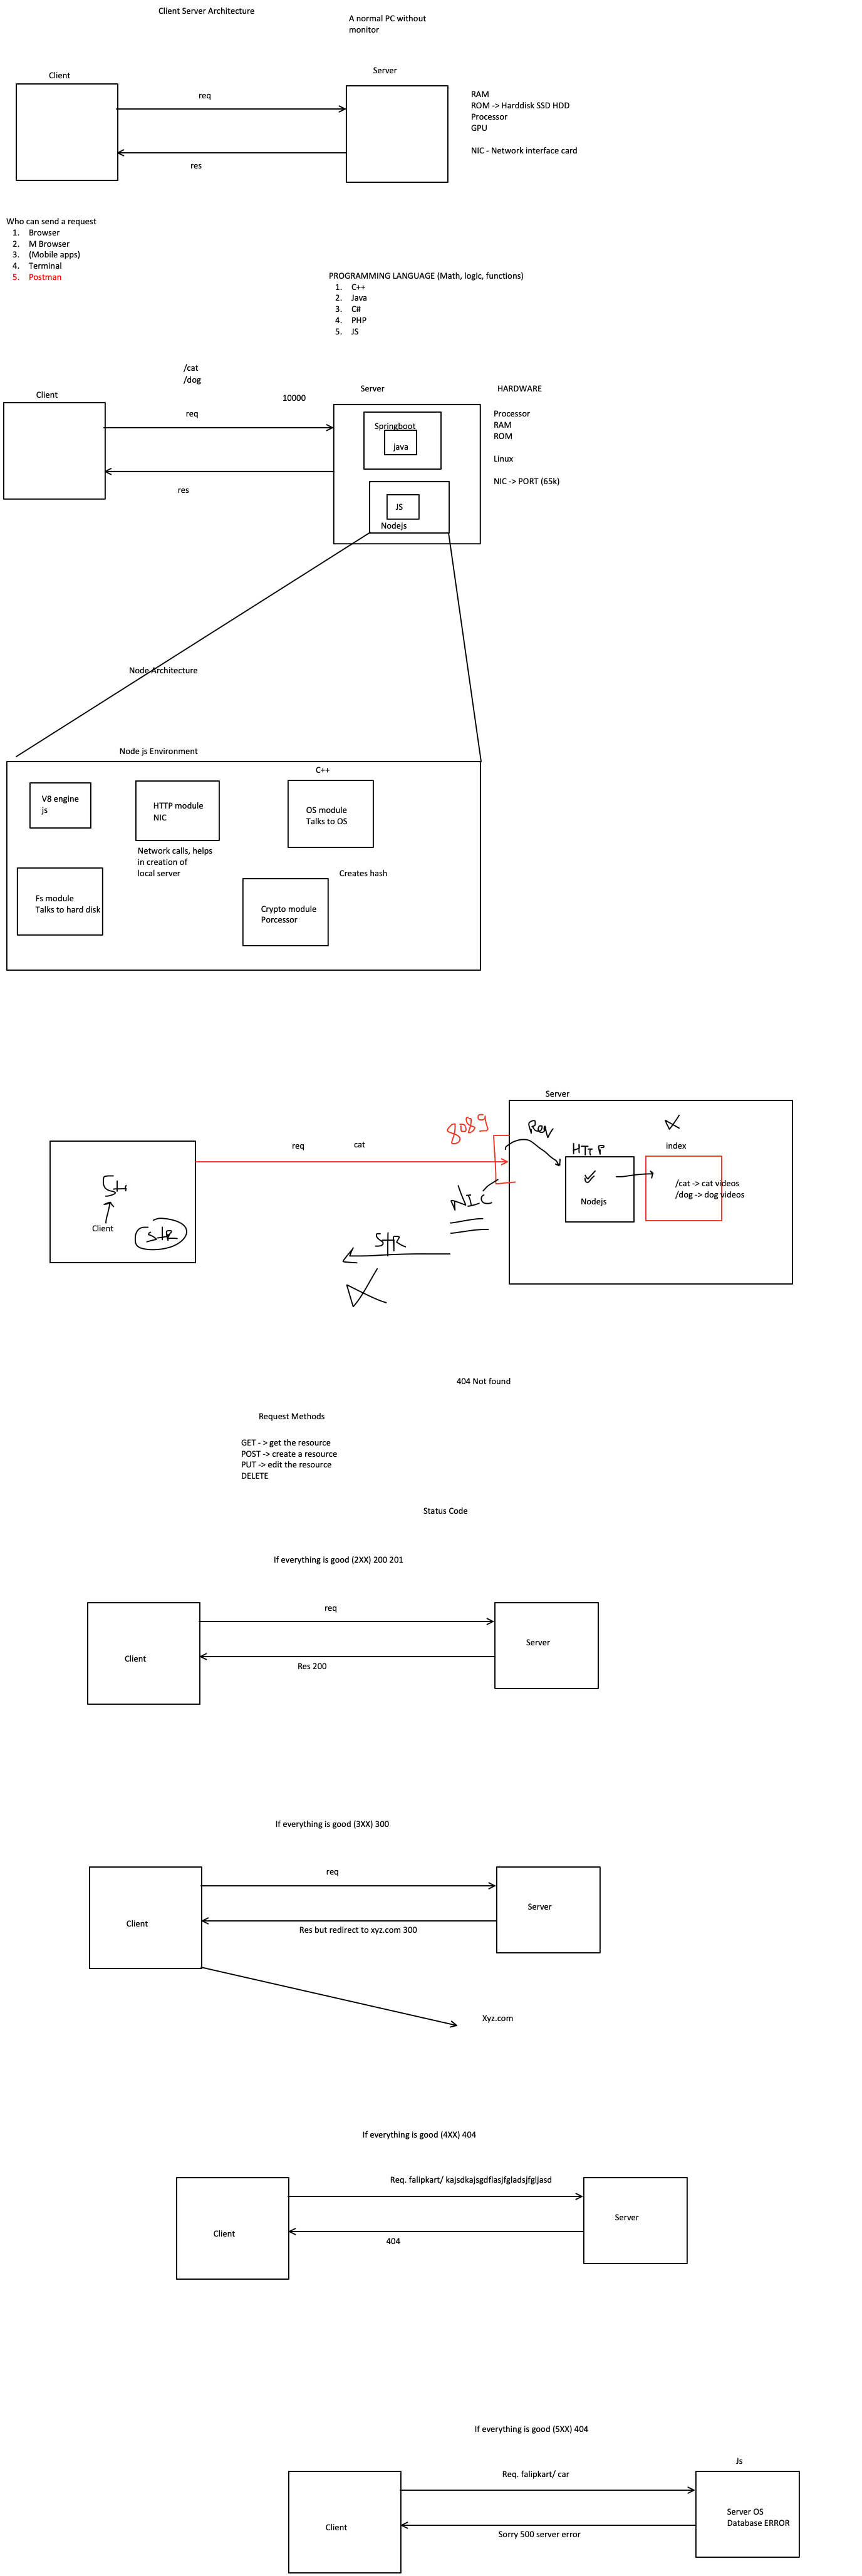 Client Server Architecture
A normal PC without
monitor
Client
Server
req
res
RAM
ROM -> Harddisk SSD HDD
Processor
GPU
NIC - Network interface card
Who can send a request
1. Browser
2. M Browser
3. (Mobile apps)
4. Terminal
5. Postman
PROGRAMMING LANGUAGE (Math, logic, functions)
1. C++
2. Java
3. C#
4. PHP
5. JS
/cat
/dog
Client
req
10000
res
Server
Springboot
java
JS
Nodejs
HARDWARE
Processor
RAM
ROM
Linux
NIC -> PORT (65k)
Node Architecture
Node js Environment
C++
V8 engine
js
HTTP module
NIC
Network calls, helps
in creation of
local server
OS module
Talks to OS
Fs module
Talks to hard disk
Creates hash
Crypto module
Porcessor
Server
req
cat
8089
Req
HTTP
Nodejs
index
/cat -> cat videos
/dog -> dog videos
Client
StR
NIC
StR
404 Not found
Request Methods
GET - > get the resource
POST -> create a resource
PUT -> edit the resource
DELETE
Status Code
If everything is good (2XX) 200 201
req
Client
Server
Res 200
If everything is good (3XX) 300
req
Client
Server
Res but redirect to xyz.com 300
Xyz.com
If everything is good (4XX) 404
Req. falipkart/ kajsdkajsgdflasjfgladsjfgljasd
Client
Server
404
If everything is good (5XX) 404
Js
Req. falipkart/ car
Client
Server OS
Database ERROR
Sorry 500 server error